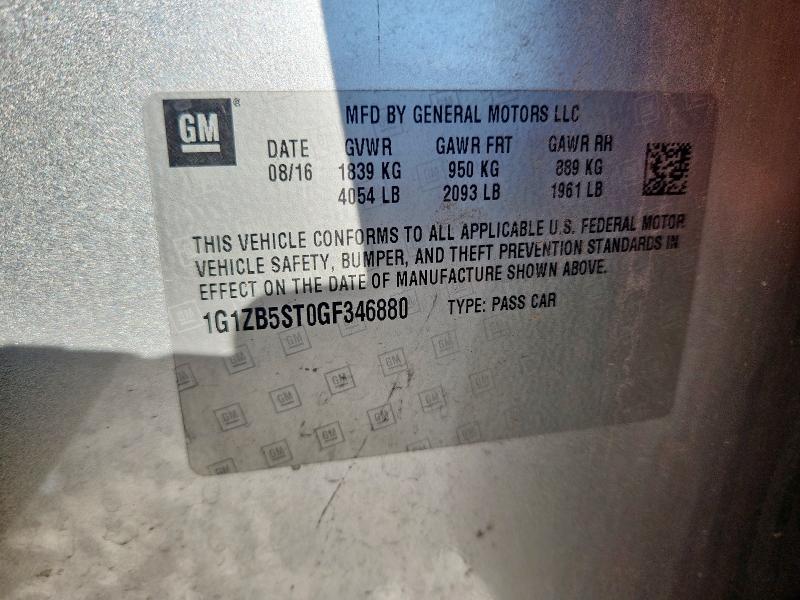 GM®
MFD BY GENERAL MOTORS LLC
DATE GVWR GAWR FRT GAWR RH
08/16 1839 KG 950 KG 889 KG
4054 LB 2093 LB 1961 LB
THIS VEHICLE CONFORMS TO ALL APPLICABLE U.S. FEDERAL MOTOR
VEHICLE SAFETY, BUMPER, AND THEFT PREVENTION STANDARDS IN
EFFECT ON THE DATE OF MANUFACTURE SHOWN ABOVE.
1G1ZB5ST0GF346880 TYPE: PASS CAR